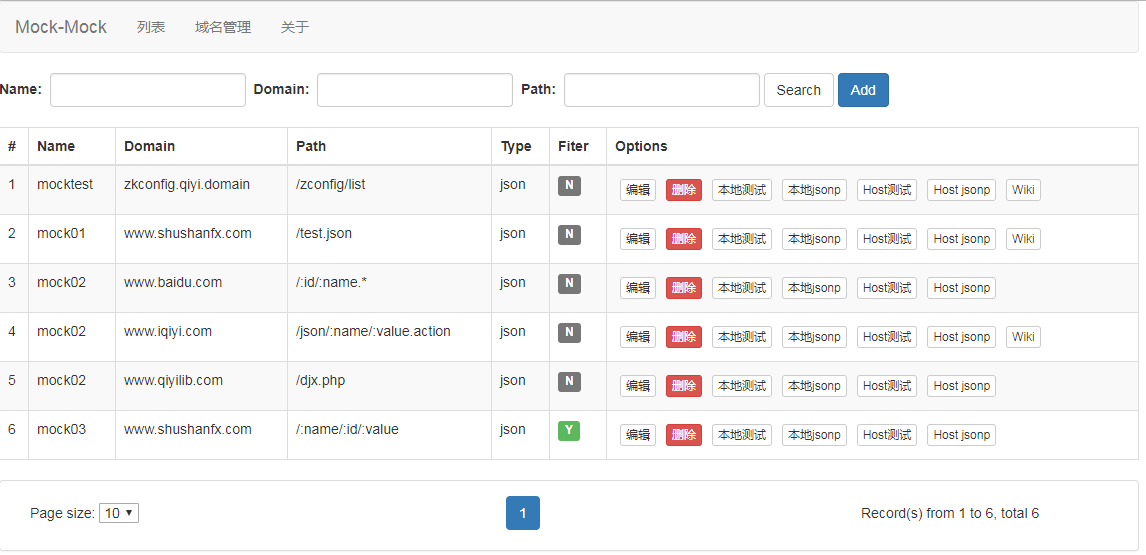 Mock-Mock 列表 域名管理 关于
Name: Domain: Path: Search Add
# Name Domain Path Type Fiter Options
1 mocktest zkconfig.qiyi.domain /zconfig/list json N 编辑 删除 本地测试 本地jsonp Host测试 Host jsonp Wiki
2 mock01 www.shushanfx.com /test.json json N 编辑 删除 本地测试 本地jsonp Host测试 Host jsonp Wiki
3 mock02 www.baidu.com /:id/:name.* json N 编辑 删除 本地测试 本地jsonp Host测试 Host jsonp
4 mock02 www.iqiyi.com /json/:name/:value.action json N 编辑 删除 本地测试 本地jsonp Host测试 Host jsonp Wiki
5 mock02 www.qiyilib.com /djx.php json N 编辑 删除 本地测试 本地jsonp Host测试 Host jsonp
6 mock03 www.shushanfx.com /:name/:id/:value json Y 编辑 删除 本地测试 本地jsonp Host测试 Host jsonp
Page size: 10 1 Record(s) from 1 to 6, total 6